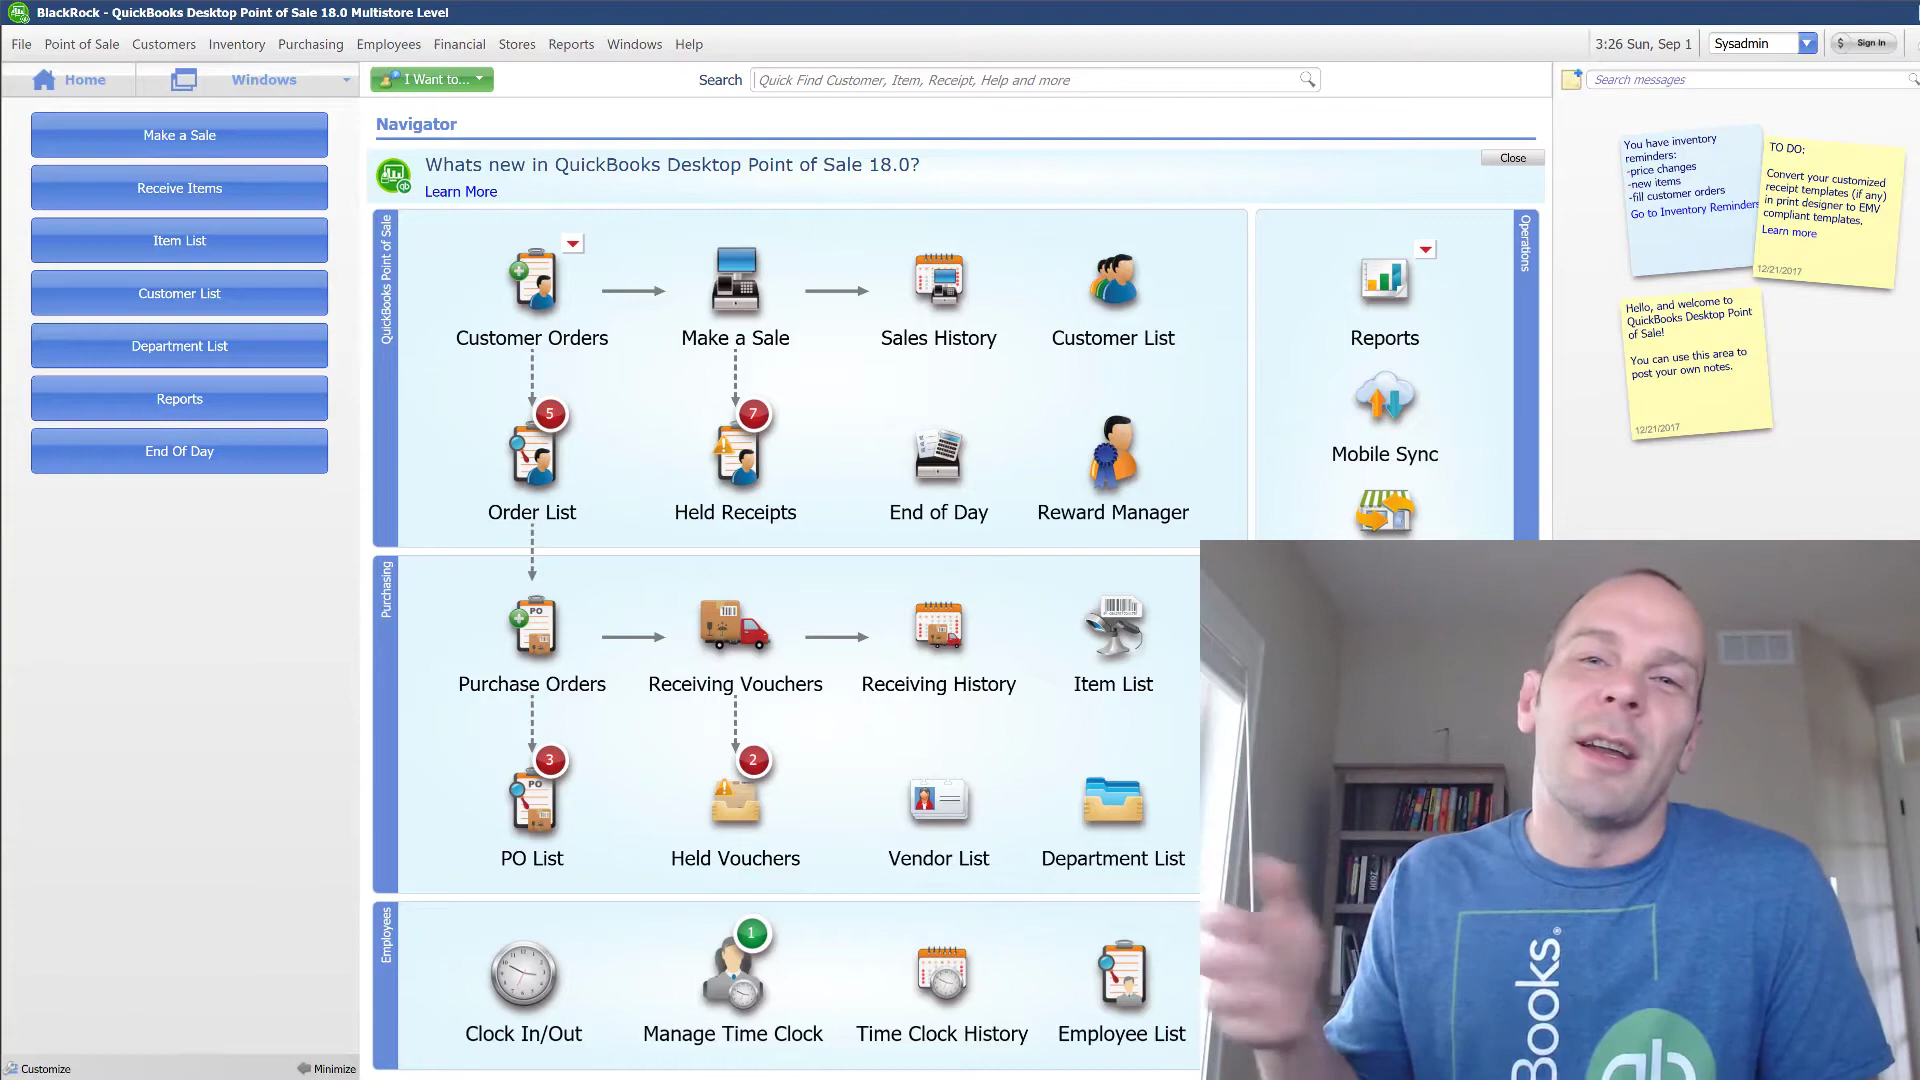 BlackRock - QuickBooks Desktop Point of Sale 18.0 Multistore Level
File Point of Sale Customers Inventory Purchasing Employees Financial Stores Reports Windows Help
3:26 Sun, Sep 1
Sysadmin
$ Sign In
Home
Windows
I Want to...
Search
Quick Find Customer, Item, Receipt, Help and more
Search messages
Make a Sale
Receive Items
Item List
Customer List
Department List
Reports
End Of Day
Customize
Minimize
Navigator
Whats new in QuickBooks Desktop Point of Sale 18.0?
Learn More
Close
QuickBooks Point of Sale
Customer Orders
Make a Sale
Sales History
Customer List
5
7
Order List
Held Receipts
End of Day
Reward Manager
Operations
Reports
Mobile Sync
Purchasing
PO
Purchase Orders
Receiving Vouchers
Receiving History
Item List
3
2
PO
PO List
Held Vouchers
Vendor List
Department List
Employees
1
Clock In/Out
Manage Time Clock
Time Clock History
Employee List
You have inventory
reminders:
-price changes
-new items
-fill customer orders
Go to Inventory Reminders
TO DO:
Convert your customized
receipt templates (if any)
in print designer to EMV
compliant templates.
Learn more
12/21/2017
Hello, and welcome to
QuickBooks Desktop Point
of Sale!
You can use this area to
post your own notes.
12/21/2017
2600
Books®
qb